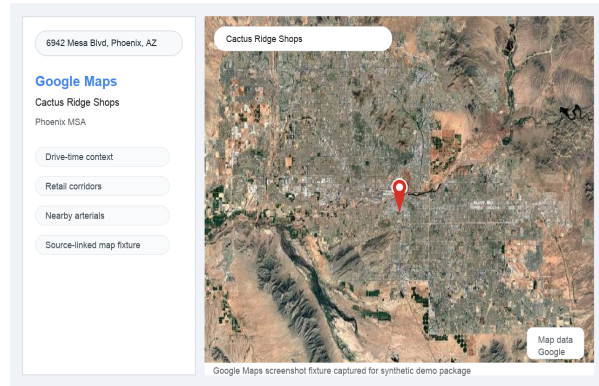 6942 Mesa Blvd, Phoenix, AZ
Google Maps
Cactus Ridge Shops
Phoenix MSA
Drive-time context
Retail corridors
Nearby arterials
Source-linked map fixture
Cactus Ridge Shops
Map data
Google
Google Maps screenshot fixture captured for synthetic demo package